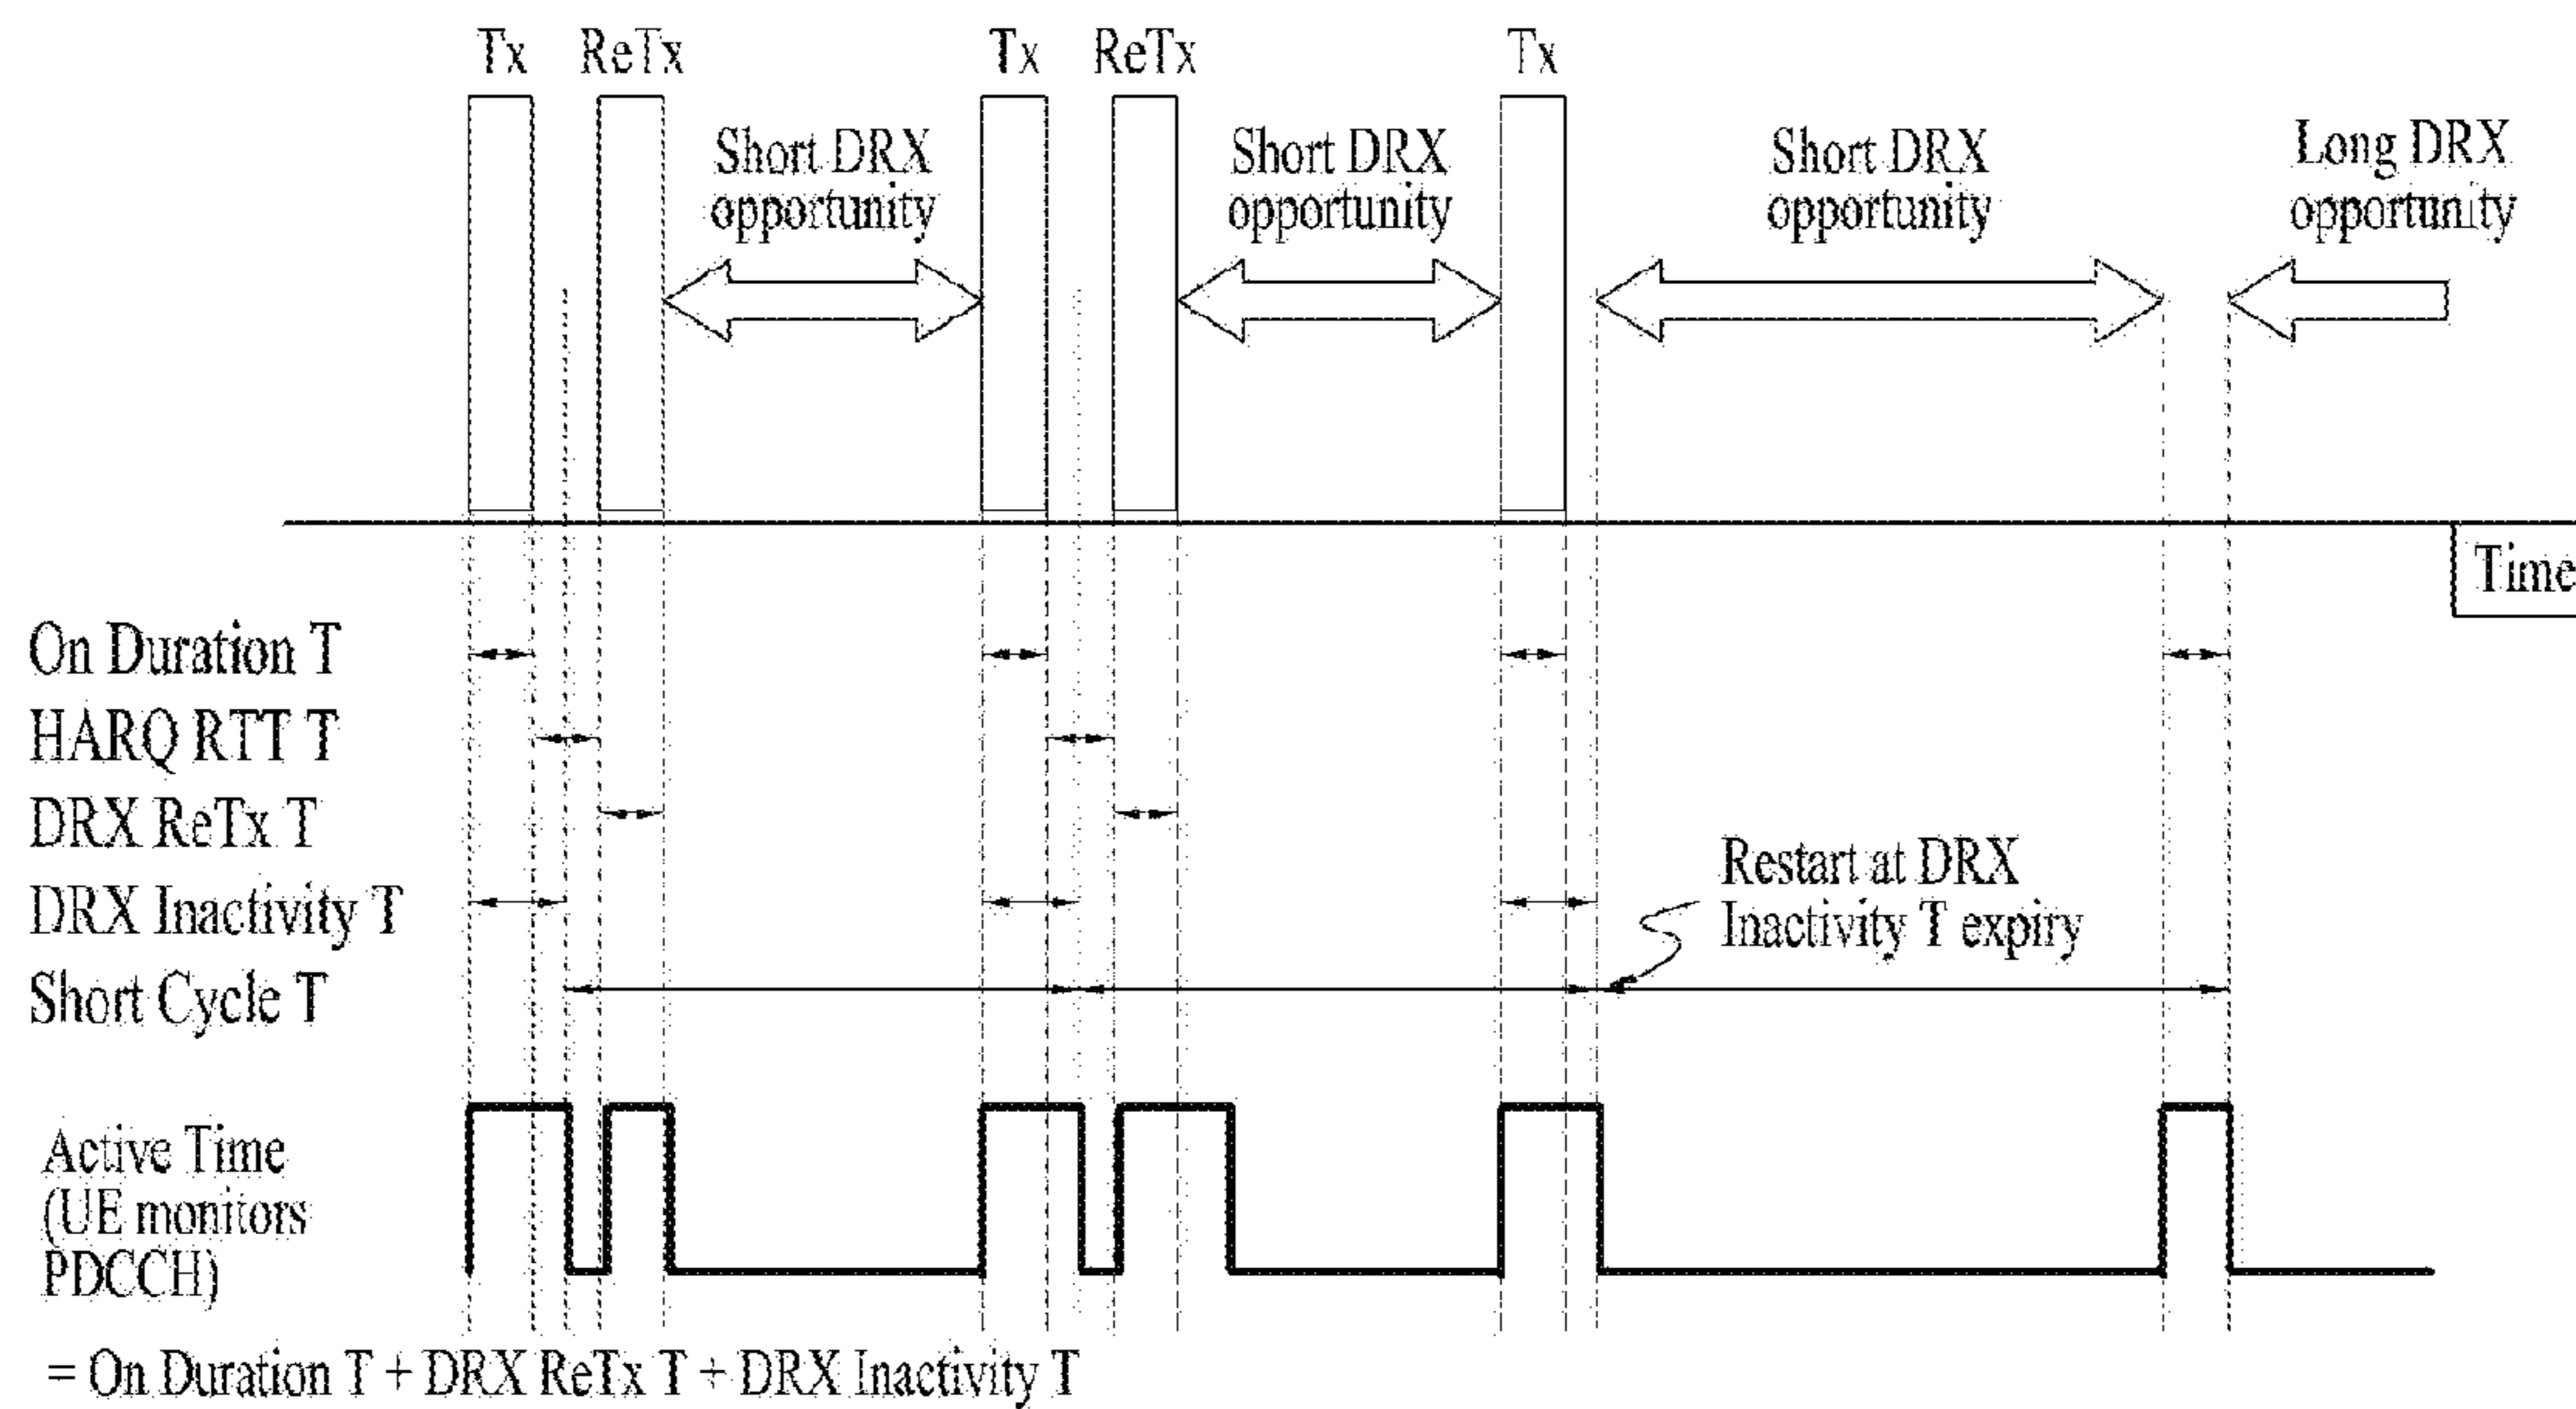 Tx
ReTx
Tx
ReTx
Tx
Short DRX
opportunity
Short DRX
opportunity
Short DRX
opportunity
Long DRX
opportunity
Time
On Duration T
HARQ RTT T
DRX ReTx T
DRX Inactivity T
Short Cycle T
Restart at DRX
Inactivity T expiry
Active Time
(UE monitors
PDCCH)
= On Duration T + DRX ReTx T + DRX Inactivity T